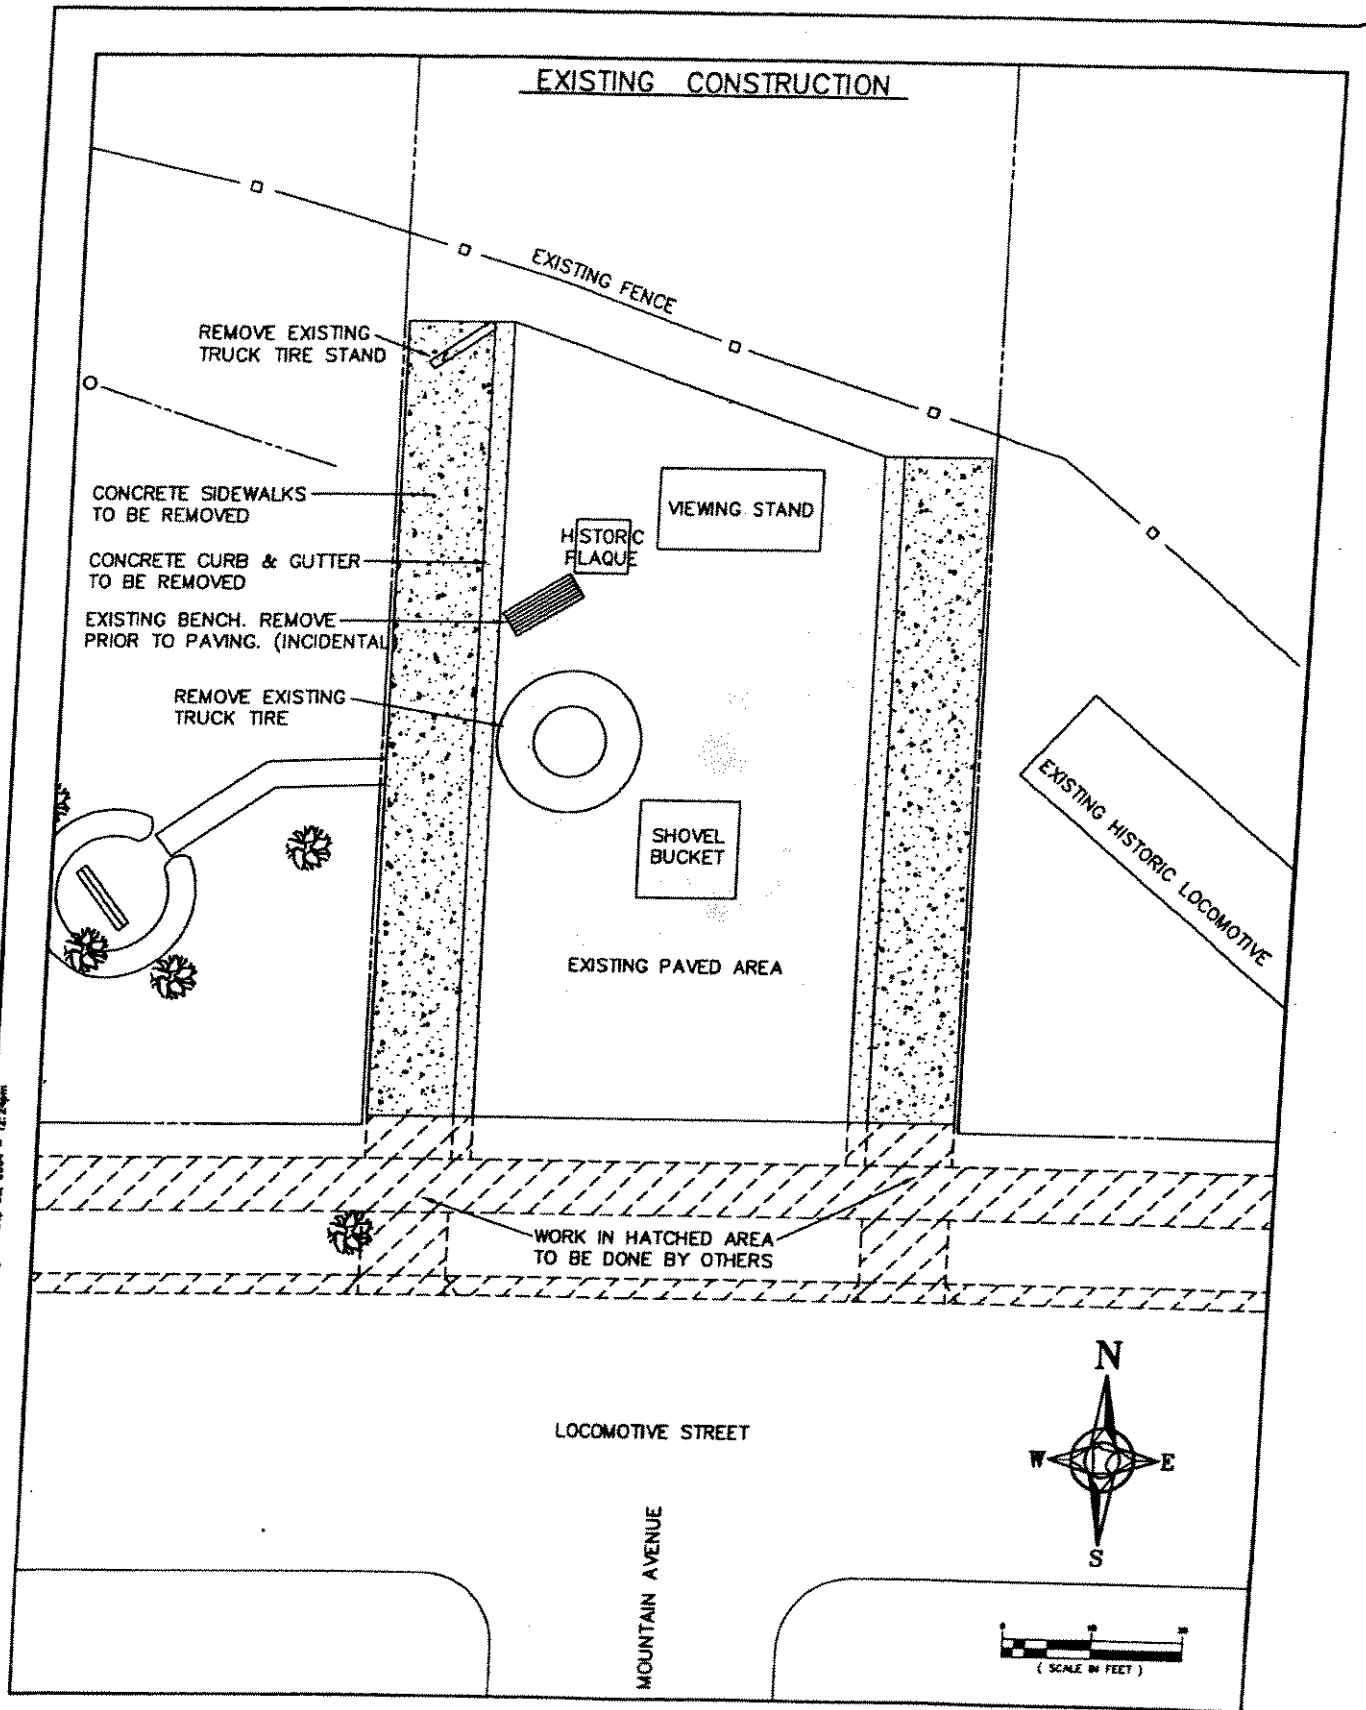 EXISTING CONSTRUCTION
EXISTING FENCE
REMOVE EXISTING
TRUCK TIRE STAND
CONCRETE SIDEWALKS
TO BE REMOVED
VIEWING STAND
HISTORIC
PLAQUE
CONCRETE CURB & GUTTER
TO BE REMOVED
EXISTING BENCH. REMOVE
PRIOR TO PAVING. (INCIDENTAL)
REMOVE EXISTING
TRUCK TIRE
EXISTING HISTORIC LOCOMOTIVE
SHOVEL
BUCKET
EXISTING PAVED AREA
WORK IN HATCHED AREA
TO BE DONE BY OTHERS
N
W
E
S
LOCOMOTIVE STREET
MOUNTAIN AVENUE
( SCALE IN FEET )